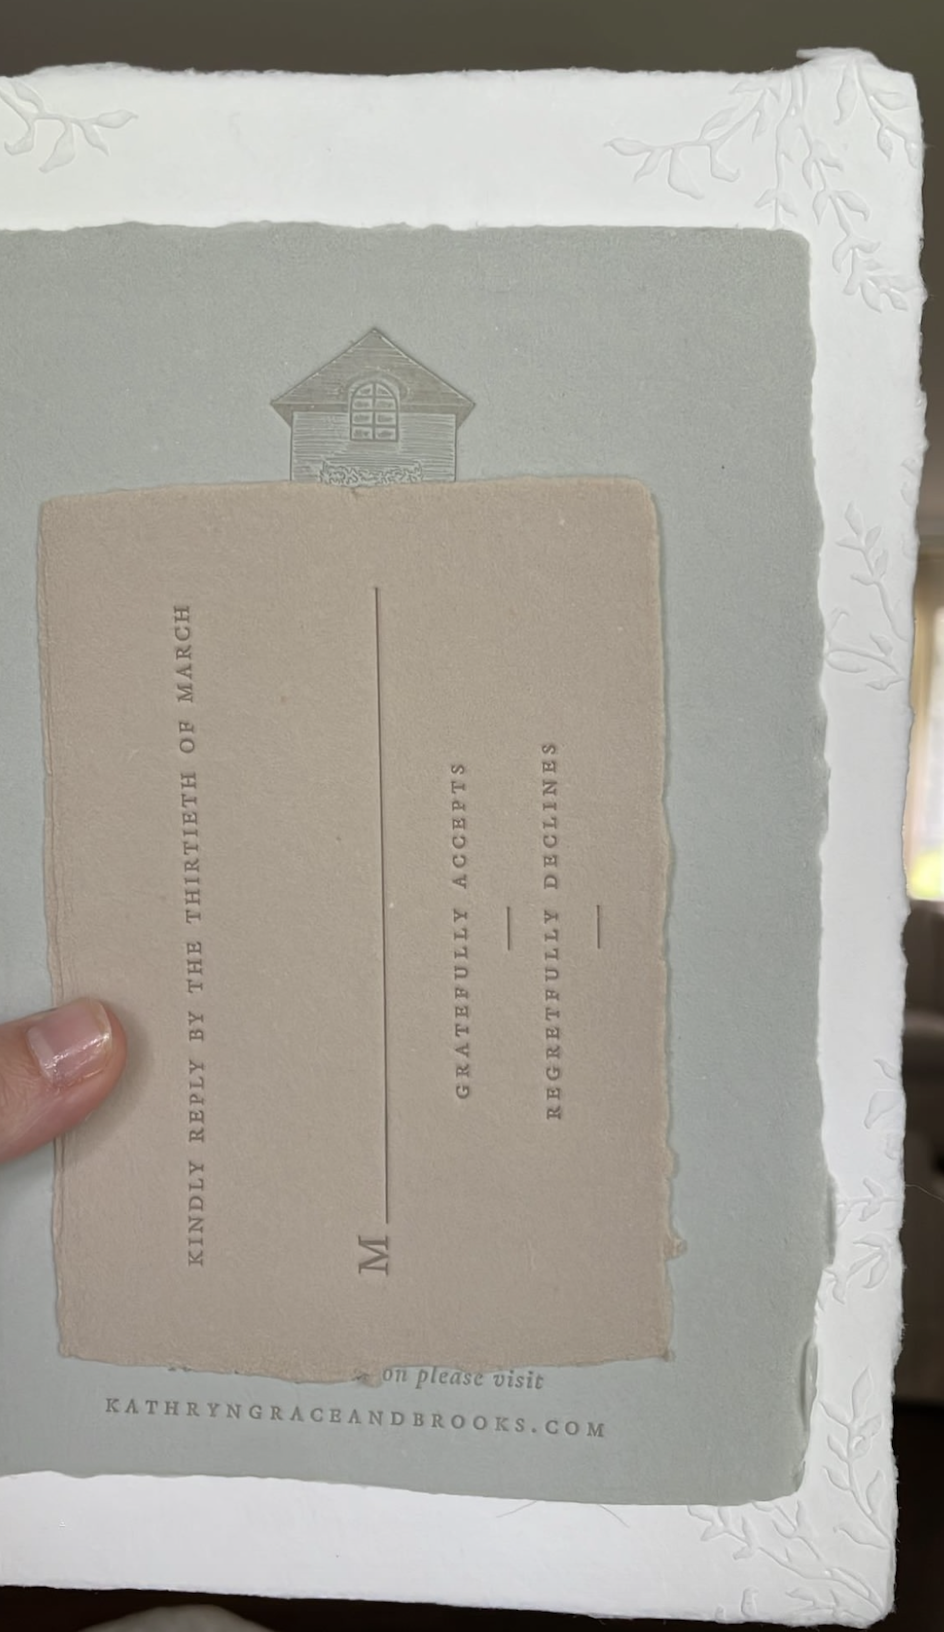 KINDLY REPLY BY THE THIRTIETH OF MARCH
M
GRATEFULLY ACCEPTS
REGRETFULLY DECLINES
on please visit
KATHRYNGRACEANDBROOKS.COM